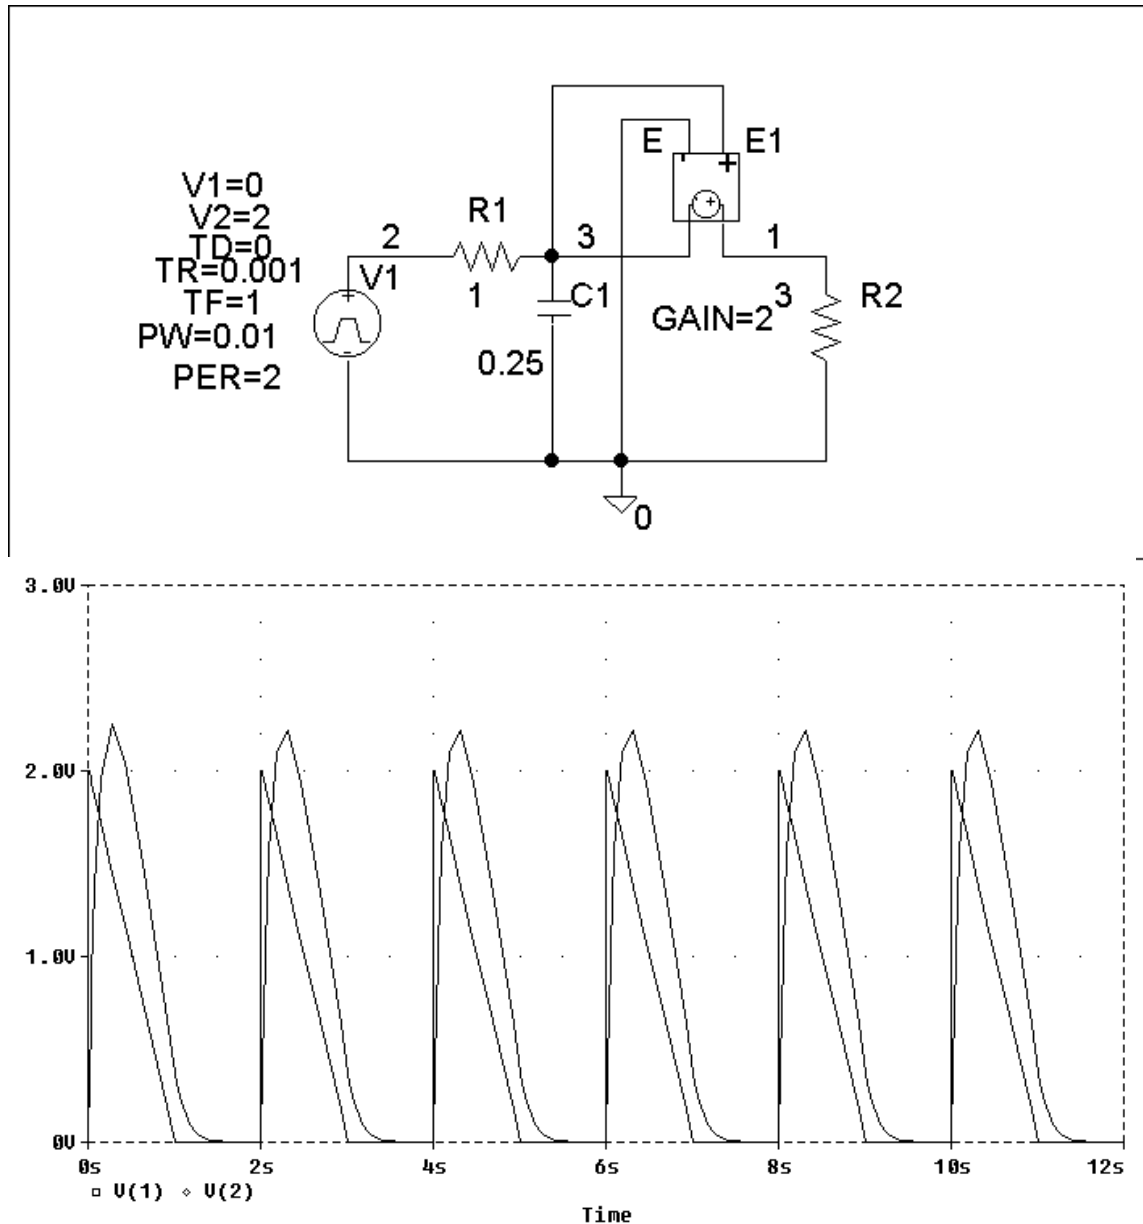 E E1
- +
V1=0
V2=2
TD=0
TR=0.001
TF=1
PW=0.01
PER=2
2
V1
R1
1
3
C1
0.25
1
GAIN=2
3
R2
0
3.0V
2.0V
1.0V
0V
0s 2s 4s 6s 8s 10s 12s
V(1) V(2)
Time